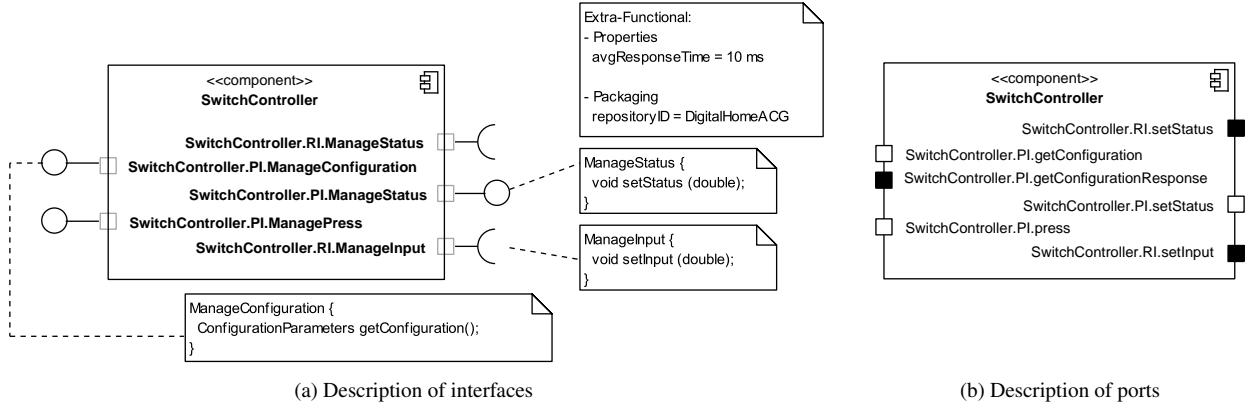 Extra-Functional:
- Properties
avgResponseTime = 10 ms
- Packaging
repositoryID = DigitalHomeACG
<<component>>
SwitchController
SwitchController.RI.ManageStatus
SwitchController.PI.ManageConfiguration
SwitchController.PI.ManageStatus
SwitchController.PI.ManagePress
SwitchController.RI.ManageInput
ManageStatus {
void setStatus (double);
}
ManageInput {
void setInput (double);
}
ManageConfiguration {
ConfigurationParameters getConfiguration();
}
(a) Description of interfaces
<<component>>
SwitchController
SwitchController.RI.setStatus
SwitchController.PI.getConfiguration
SwitchController.PI.getConfigurationResponse
SwitchController.PI.setStatus
SwitchController.PI.press
SwitchController.RI.setInput
(b) Description of ports